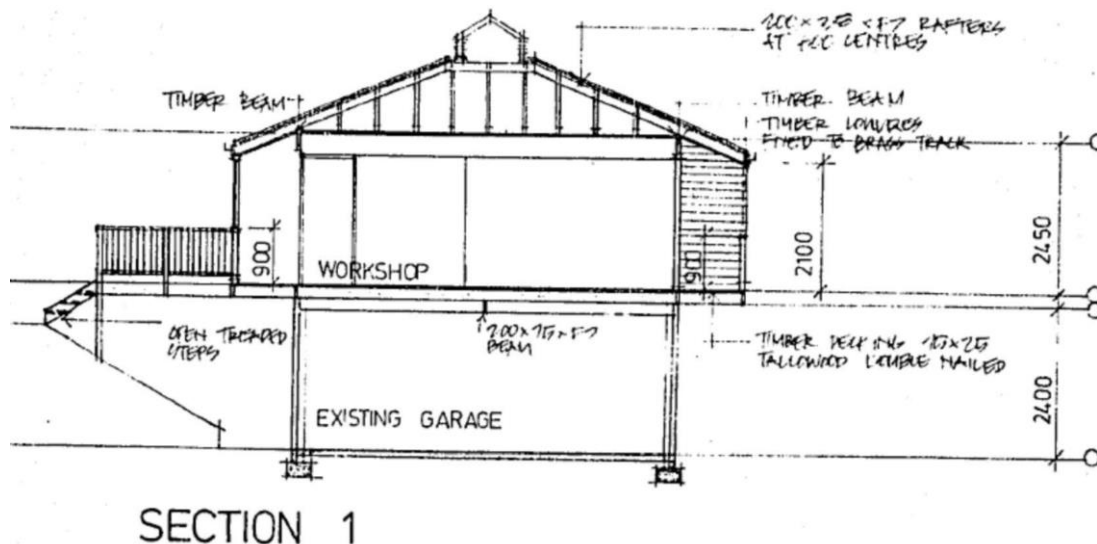 RAFTERS
AT CENTRES
TIMBER BEAM
TIMBER BEAM
TIMBER LOUVRES
FIXED TO BRASS TRACK
900
WORKSHOP
900
2100
2450
OPEN TREADED
STEPS
BEAM
TIMBER DECKING
TALLOWOOD DOUBLE NAILED
EXISTING GARAGE
2400
SECTION 1